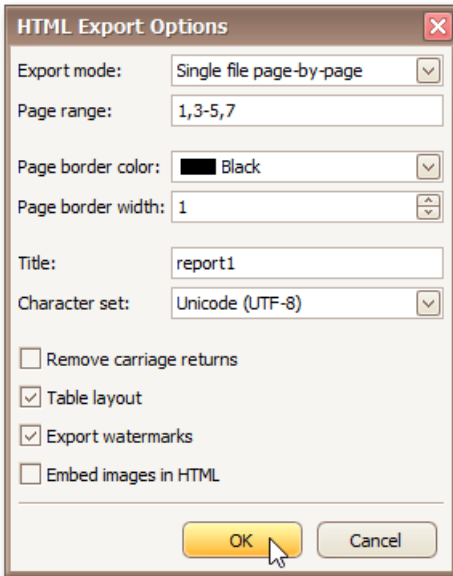 HTML Export Options
Export mode: Single file page-by-page
Page range: 1,3-5,7
Page border color: Black
Page border width: 1
Title: report1
Character set: Unicode (UTF-8)
Remove carriage returns
Table layout
Export watermarks
Embed images in HTML
OK Cancel